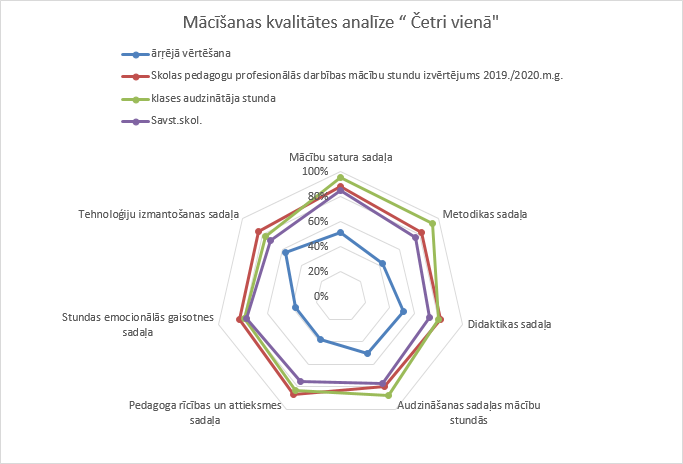 Mācīšanas kvalitātes analīze “ Četri vienā"
āŗŗējā vērtēšana
Skolas pedagogu profesionālās darbības mācību stundu izvērtējums 2019./2020.m.g.
klases audzinātāja stunda
Savst.skol.
Mācību satura sadaļa
100%
Metodikas sadaļa
Tehnoloģiju izmantošanas sadaļa
80%
60%
40%
20%
0%
Stundas emocionālās gaisotnes
sadaļa
Didaktikas sadaļa
Pedagoga rīcības un attieksmes
sadaļa
Audzināšanas sadaļas mācību
stundās